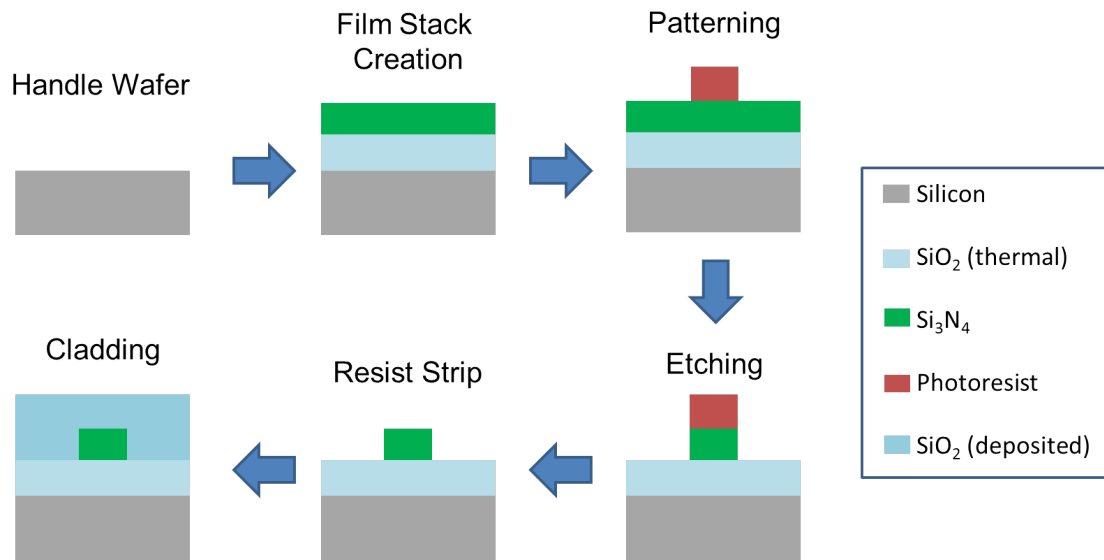 Handle Wafer
Film Stack
Creation
Patterning
Etching
Resist Strip
Cladding
Silicon
SiO₂ (thermal)
Si₃N₄
Photoresist
SiO₂ (deposited)